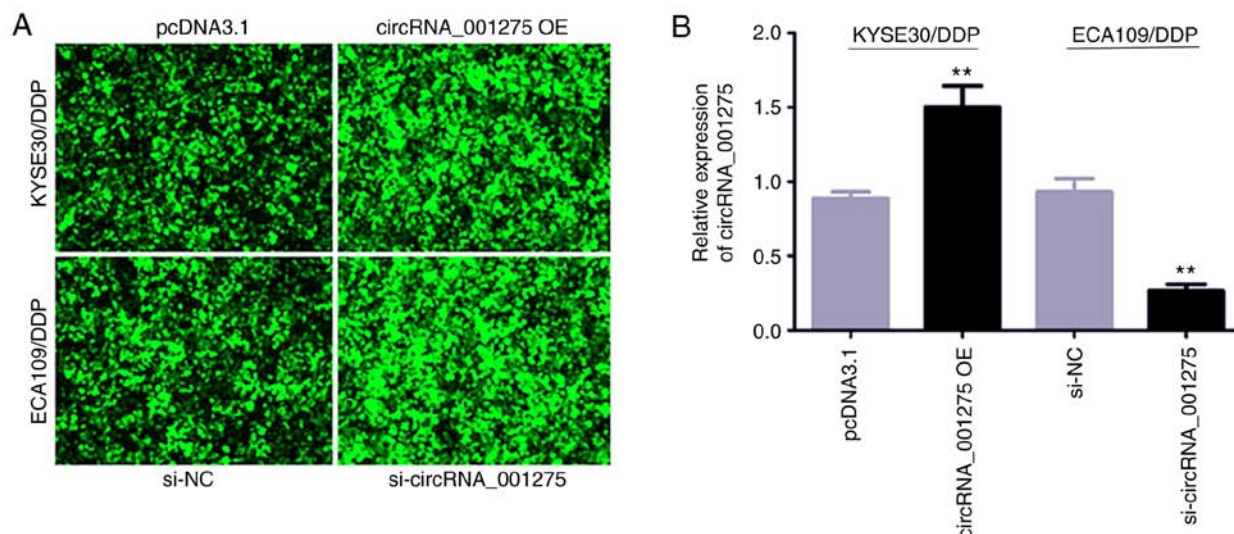 A
pcDNA3.1
circRNA_001275 OE
KYSE30/DDP
ECA109/DDP
si-NC
si-circRNA_001275
B
KYSE30/DDP
ECA109/DDP
Relative expression
of circRNA_001275
2.0
1.5
1.0
0.5
0.0
**
**
pcDNA3.1
circRNA_001275 OE
si-NC
si-circRNA_001275